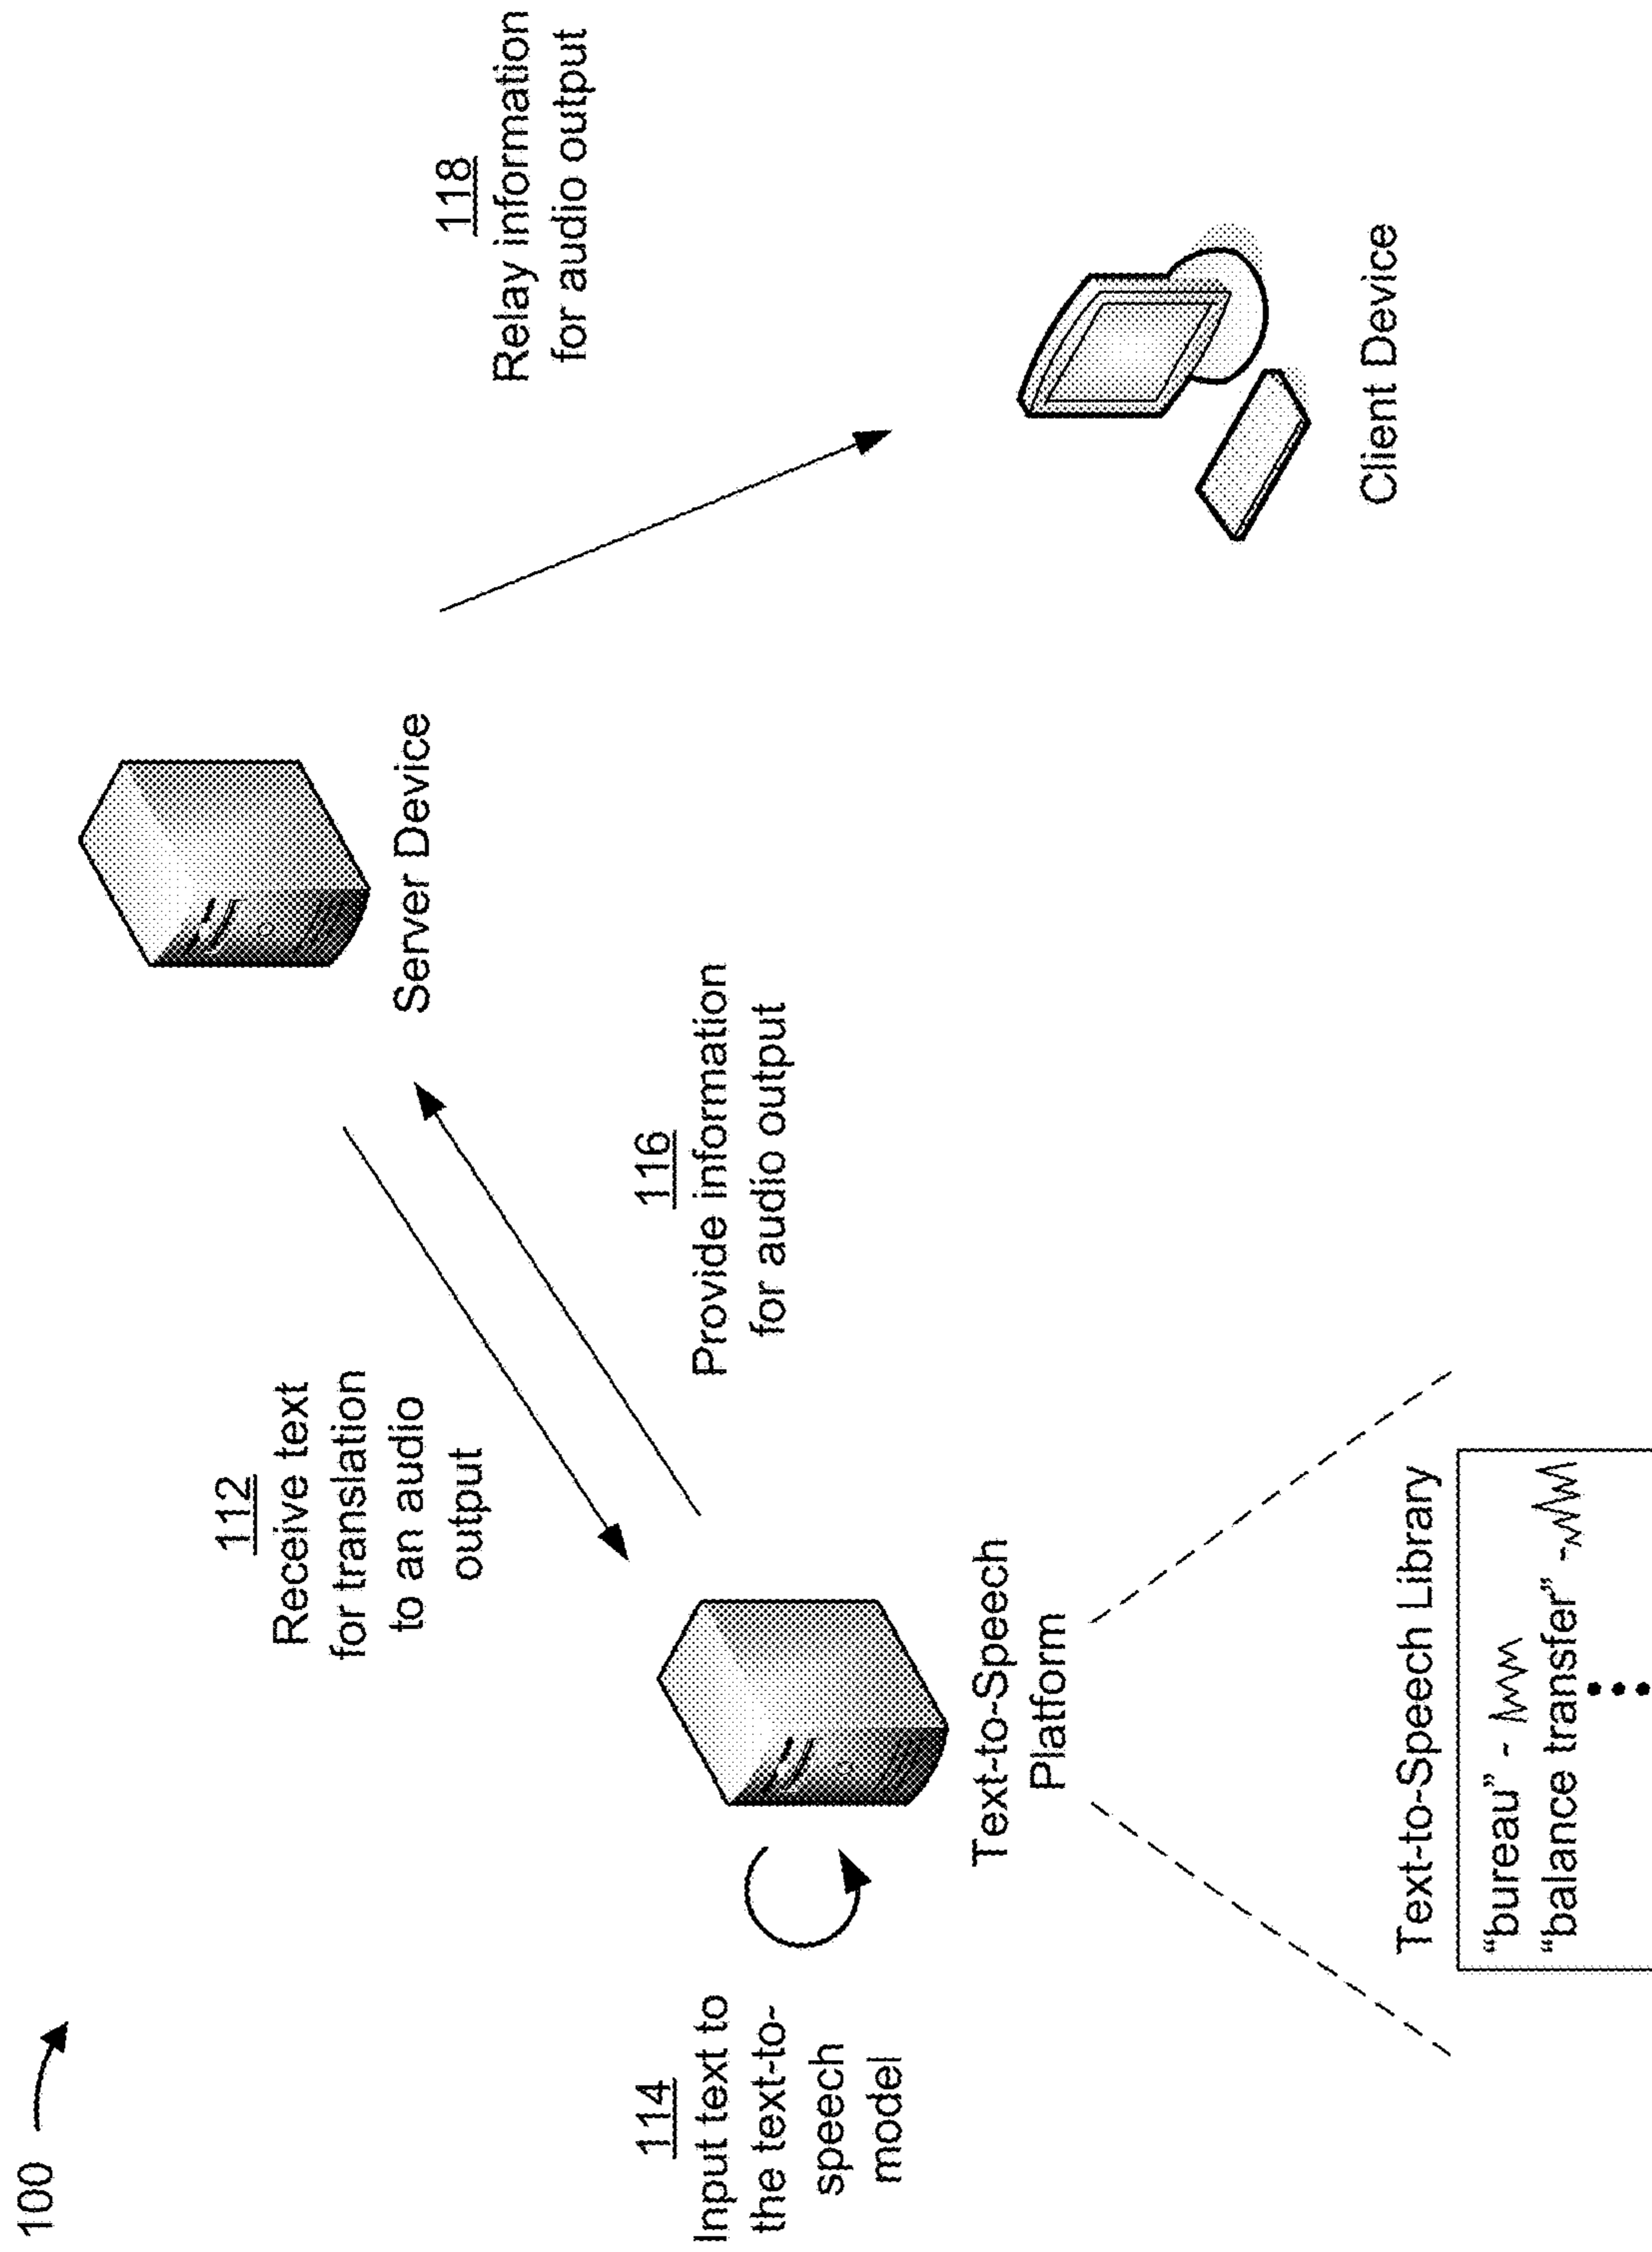 100
112
Receive text
for translation
to an audio
output
Server Device
118
Relay information
for audio output
114
Input text to
the text-to-
speech
model
116
Provide information
for audio output
Text-to-Speech
Platform
Client Device
Text-to-Speech Library
“bureau” -
“balance transfer” -